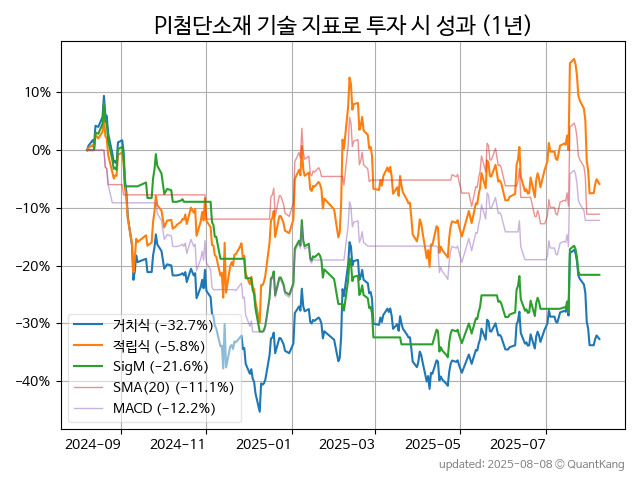 PI첨단소재 기술 지표로 투자 시 성과 (1년)
10%
0%
−10%
−20%
−30%
−40%
거치식 (−32.7%)
적립식 (−5.8%)
SigM (−21.6%)
SMA(20) (−11.1%)
MACD (−12.2%)
2024-09
2024-11
2025-01
2025-03
2025-05
2025-07
updated: 2025-08-08 © QuantKang